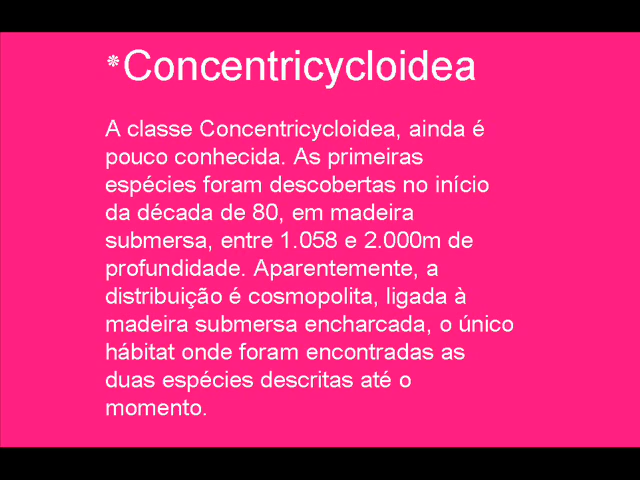 *Concentricycloidea
A classe Concentricycloidea, ainda é
pouco conhecida. As primeiras
espécies foram descobertas no início
da década de 80, em madeira
submersa, entre 1.058 e 2.000m de
profundidade. Aparentemente, a
distribuição é cosmopolita, ligada à
madeira submersa encharcada, o único
hábitat onde foram encontradas as
duas espécies descritas até o
momento.